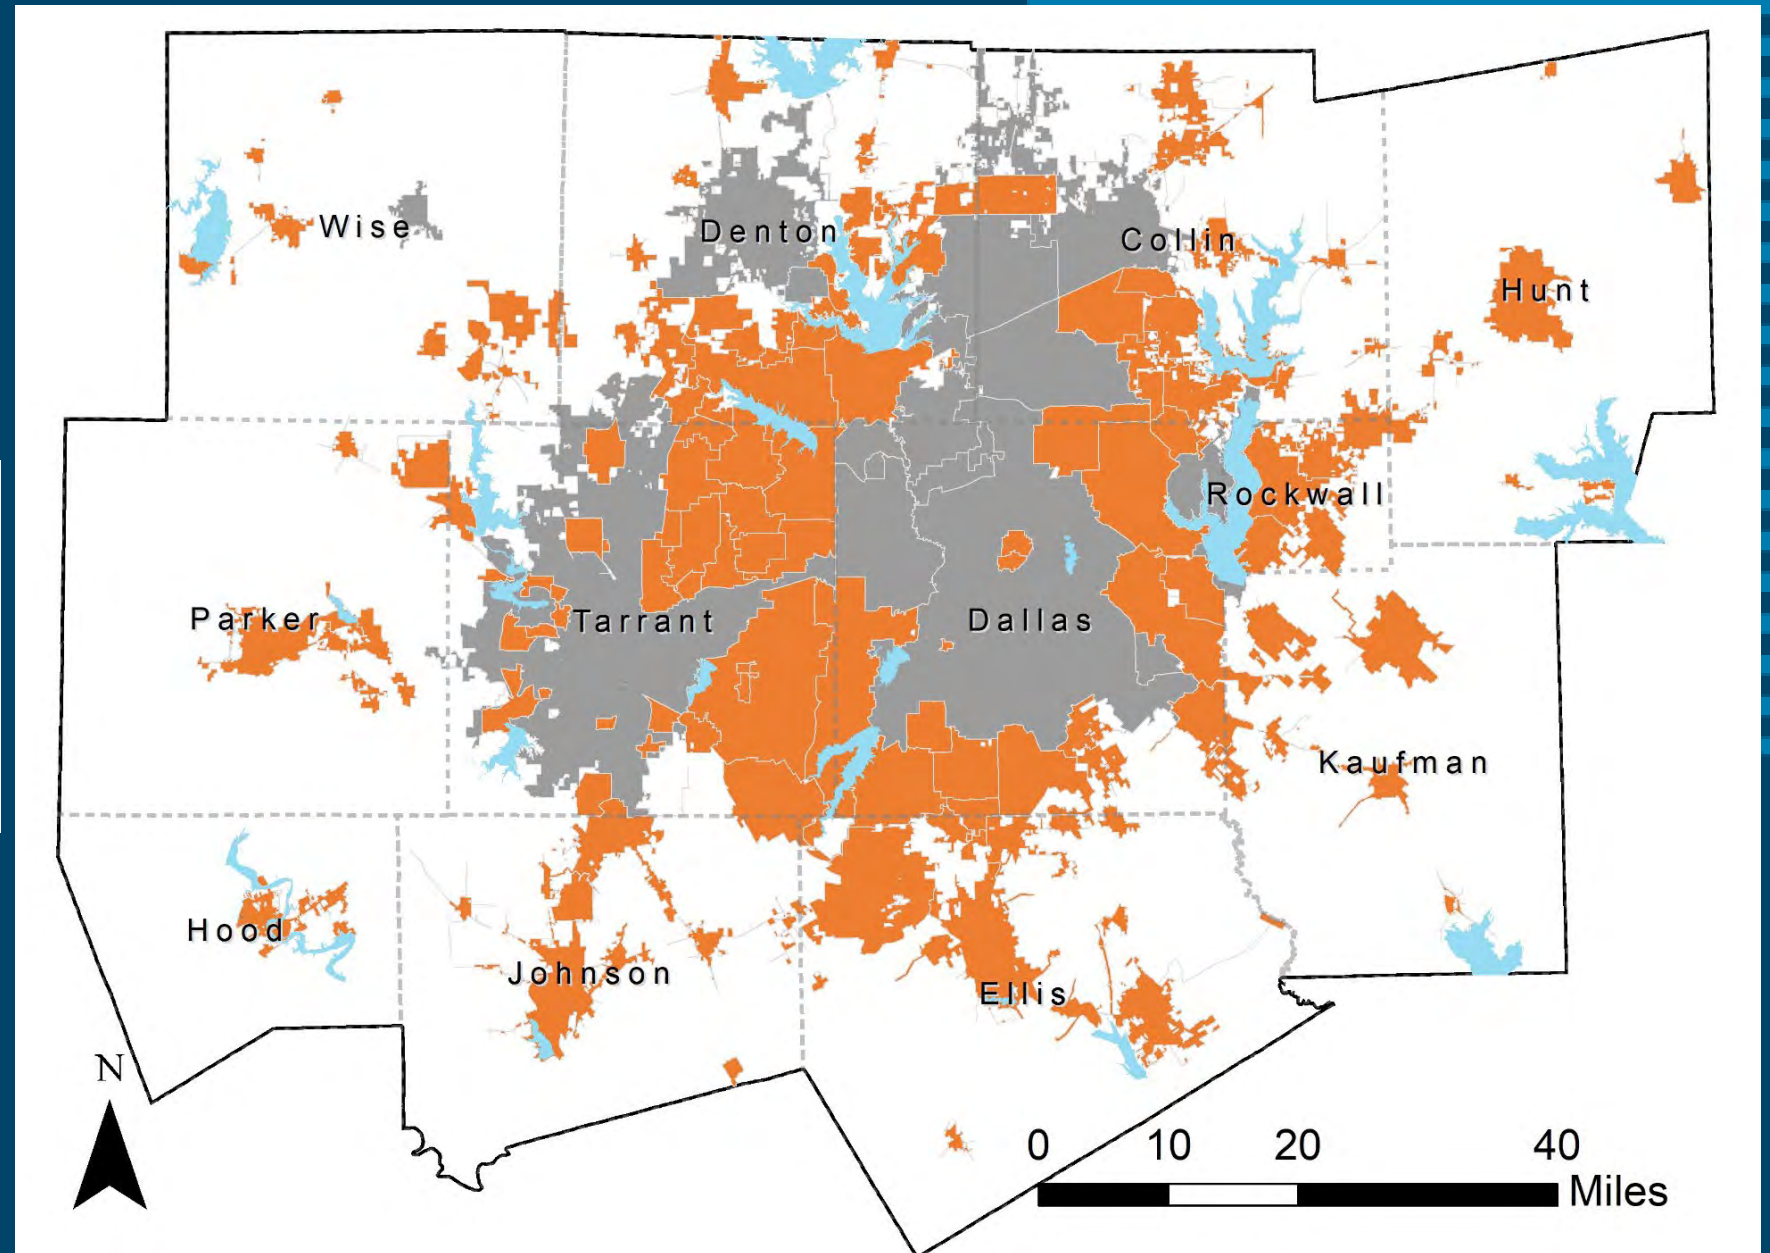 Wise
Denton
Collin
Hunt
Rockwall
Parker
Tarrant
Dallas
Kaufman
Hood
Johnson
Ellis
N
0 10 20 40
Miles